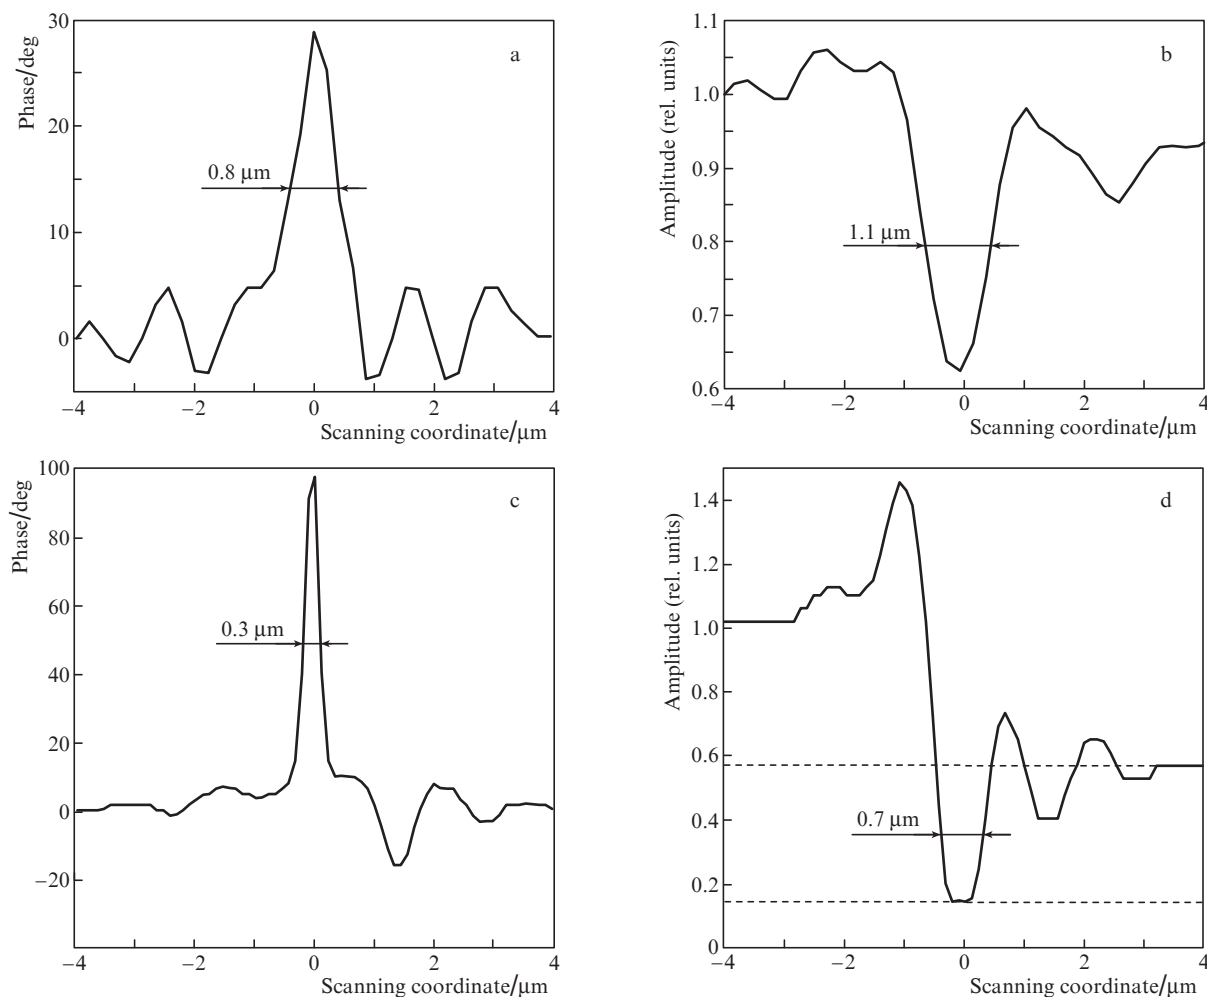 30
20
10
0
Phase/deg
a
0.8 μm
−4
−2
0
2
4
Scanning coordinate/μm
1.1
1.0
0.9
0.8
0.7
0.6
Amplitude (rel. units)
b
1.1 μm
−4
−2
0
2
4
Scanning coordinate/μm
100
80
60
40
20
0
−20
Phase/deg
c
0.3 μm
−4
−2
0
2
4
Scanning coordinate/μm
1.4
1.2
1.0
0.8
0.6
0.4
0.2
0
Amplitude (rel. units)
d
0.7 μm
−4
−2
0
2
4
Scanning coordinate/μm